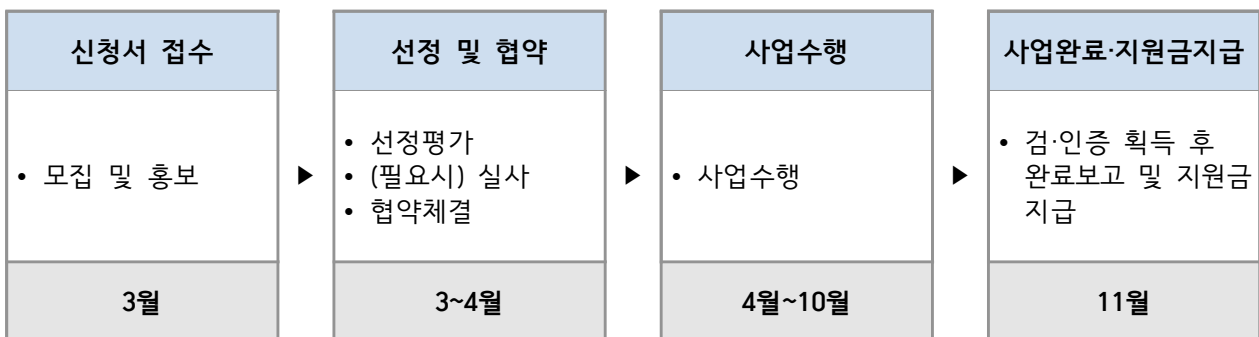 신청서 접수
• 모집 및 홍보
3월
▶
선정 및 협약
• 선정평가
• (필요시) 실사
• 협약체결
3~4월
▶
사업수행
• 사업수행
4월~10월
▶
사업완료·지원금지급
• 검·인증 획득 후
완료보고 및 지원금
지급
11월